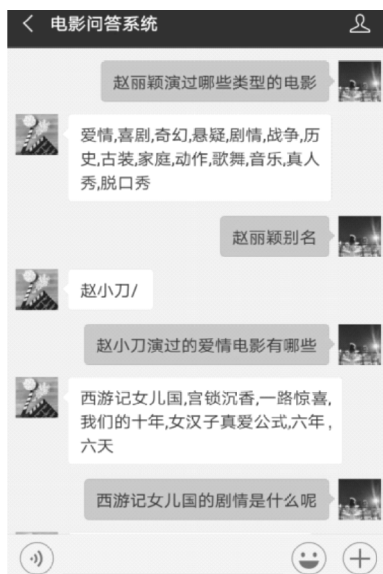 电影问答系统
赵丽颖演过哪些类型的电影
爱情,喜剧,奇幻,悬疑,剧情,战争,历
史,古装,家庭,动作,歌舞,音乐,真人
秀,脱口秀
赵丽颖别名
赵小刀/
赵小刀演过的爱情电影有哪些
西游记女儿国,宫锁沉香,一路惊喜,
我们的十年,女汉子真爱公式,六年,
六天
西游记女儿国的剧情是什么呢